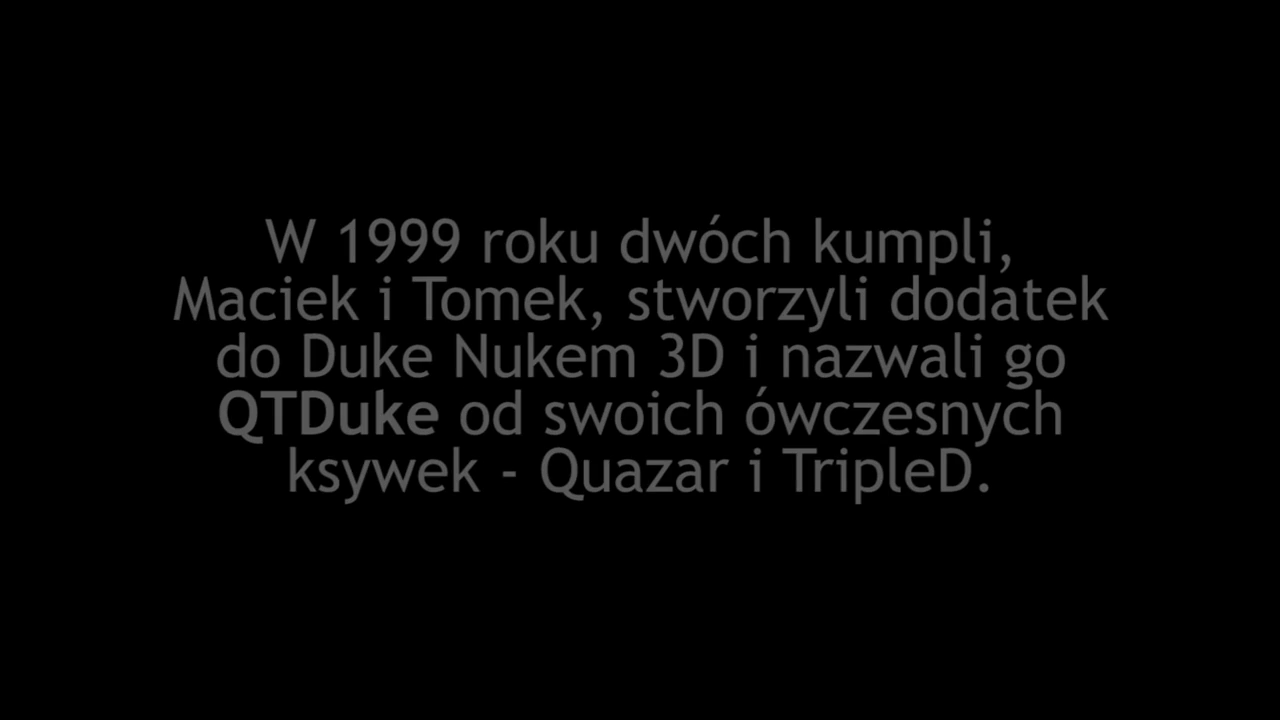 W 1999 roku dwóch kumpli,
Maciek i Tomek, stworzyli dodatek
do Duke Nukem 3D i nazwali go
QTDuke od swoich ówczesnych
ksywek - Quazar i TripleD.